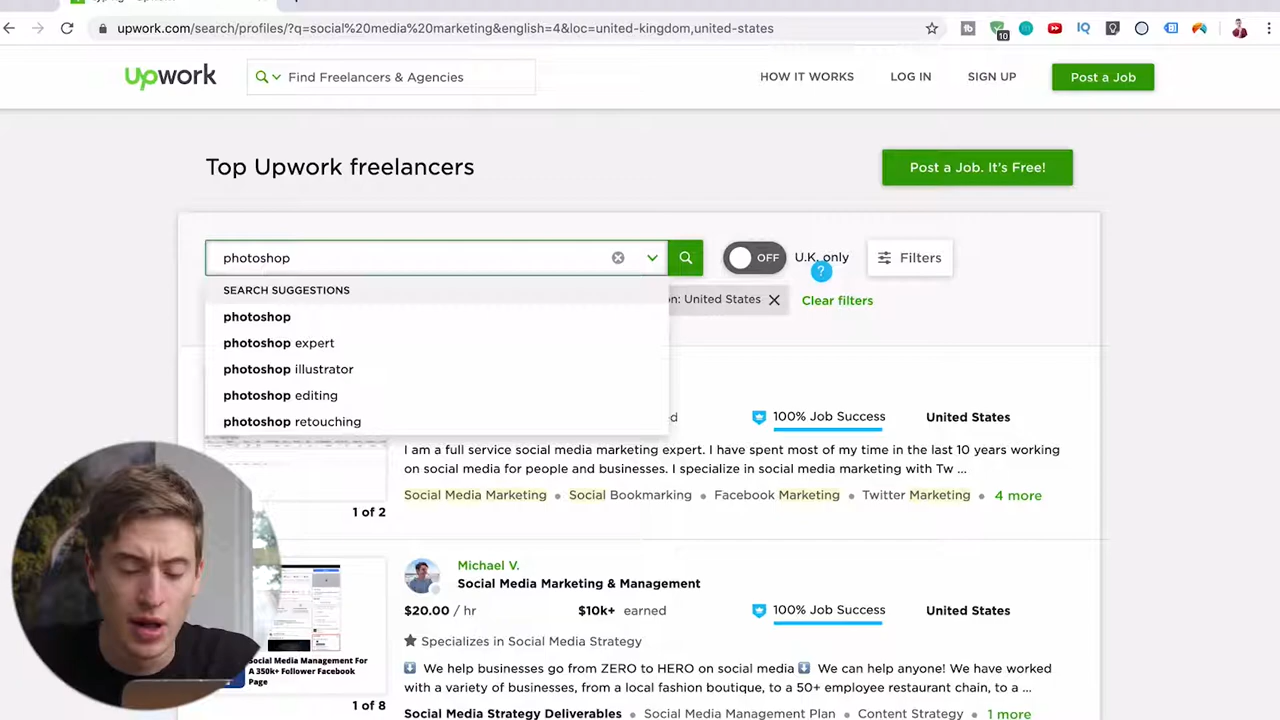 upwork.com/search/profiles/?q=social%20media%20marketing&english=4&loc=united-kingdom,united-states
10
upwork
Find Freelancers & Agencies
HOW IT WORKS
LOG IN
SIGN UP
Post a Job
Top Upwork freelancers
Post a Job. It's Free!
photoshop
OFF
U.K. only
?
Filters
SEARCH SUGGESTIONS
United States
Clear filters
photoshop
photoshop expert
photoshop illustrator
photoshop editing
photoshop retouching
100% Job Success
United States
I am a full service social media marketing expert. I have spent most of my time in the last 10 years working
on social media for people and businesses. I specialize in social media marketing with Tw ...
Social Media Marketing • Social Bookmarking • Facebook Marketing • Twitter Marketing • 4 more
1 of 2
Michael V.
Social Media Marketing & Management
$20.00 / hr
$10k+ earned
100% Job Success
United States
Specializes in Social Media Strategy
We help businesses go from ZERO to HERO on social media We can help anyone! We have worked
with a variety of businesses, from a local fashion boutique, to a 50+ employee restaurant chain, to a ...
Social Media Management For
A 350k+ Follower Facebook
Page
1 of 8
Social Media Strategy Deliverables • Social Media Management Plan • Content Strategy • 1 more